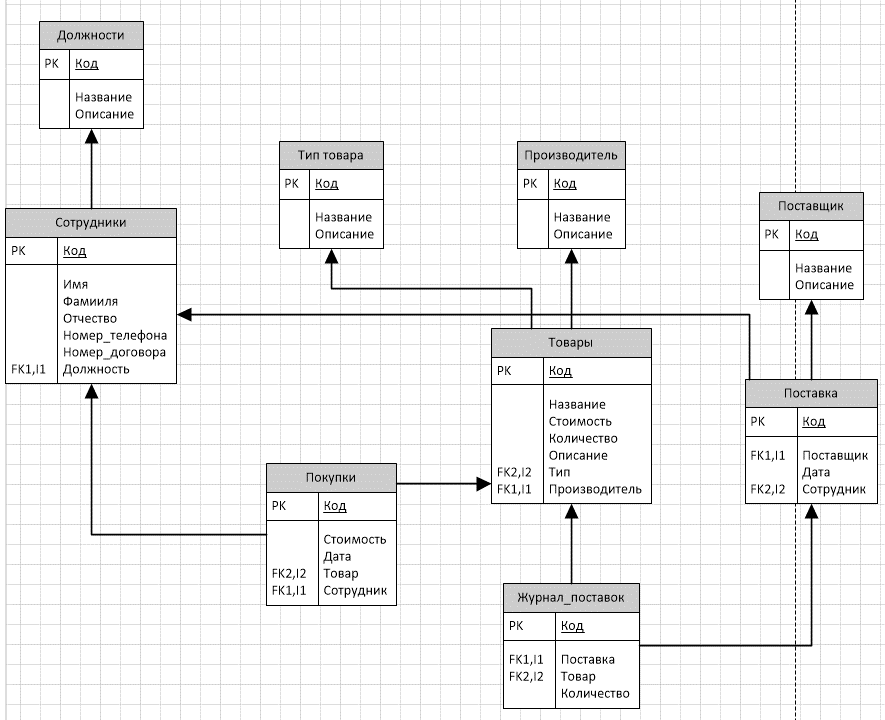 Должности
PK Код
Название
Описание
Тип товара
PK Код
Название
Описание
Производитель
PK Код
Название
Описание
Поставщик
PK Код
Название
Описание
Сотрудники
PK Код
Имя
Фамииля
Отчество
Номер_телефона
Номер_договора
FK1,I1 Должность
Товары
PK Код
Название
Стоимость
Количество
Описание
FK2,I2 Тип
FK1,I1 Производитель
Поставка
PK Код
FK1,I1 Поставщик
Дата
FK2,I2 Сотрудник
Покупки
PK Код
Стоимость
Дата
FK2,I2 Товар
FK1,I1 Сотрудник
Журнал_поставок
PK Код
FK1,I1 Поставка
FK2,I2 Товар
Количество